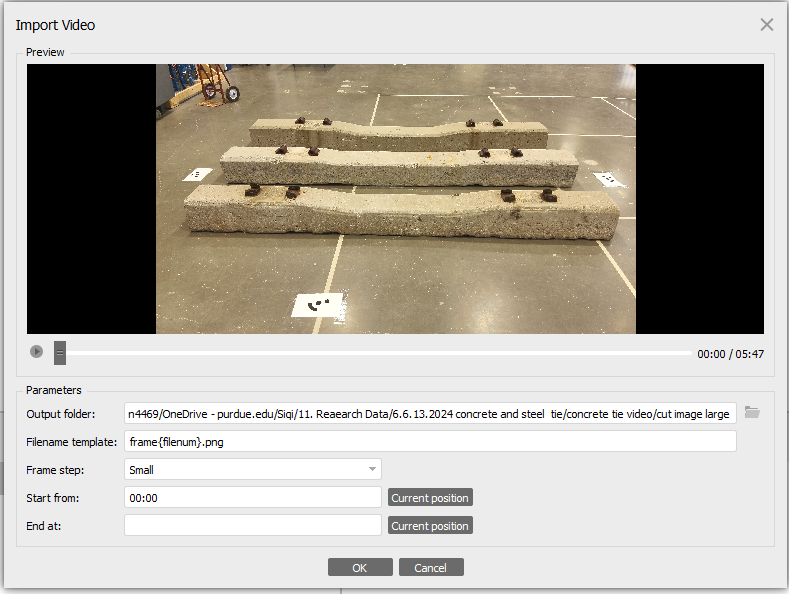 Import Video
Preview
00:00 / 05:47
Parameters
Output folder: n4469/OneDrive - purdue.edu/Siqi/11. Reaearch Data/6.6.13.2024 concrete and steel  tie/concrete tie video/cut image large
Filename template: frame{filenum}.png
Frame step: Small
Start from: 00:00 Current position
End at: Current position
OK Cancel